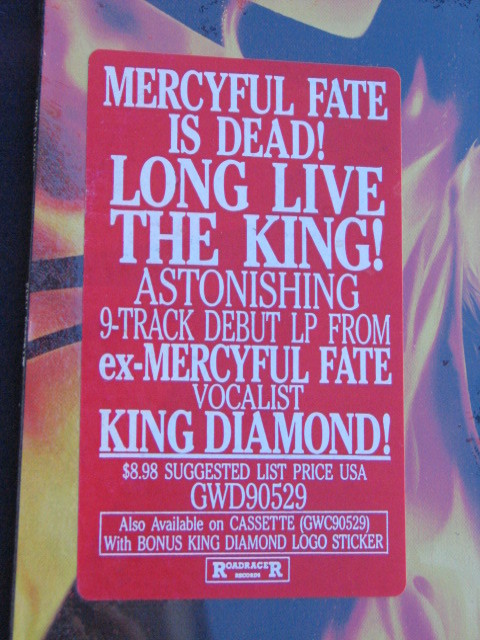 MERCYFUL FATE
IS DEAD!
LONG LIVE
THE KING!
ASTONISHING
9-TRACK DEBUT LP FROM
ex-MERCYFUL FATE
VOCALIST
KING DIAMOND!
$8.98 SUGGESTED LIST PRICE USA
GWD90529
Also Available on CASSETTE (GWC90529)
With BONUS KING DIAMOND LOGO STICKER
ROADRACER
RECORDS